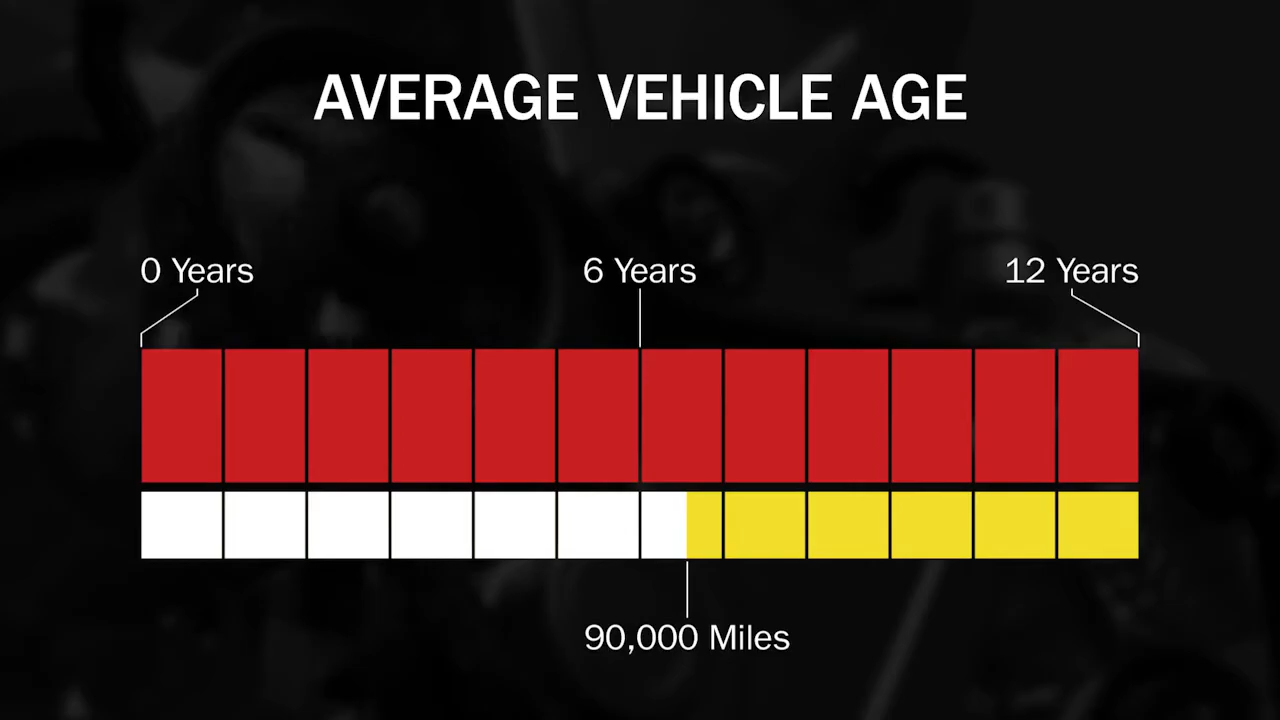 AVERAGE VEHICLE AGE
0 Years
6 Years
12 Years
90,000 Miles